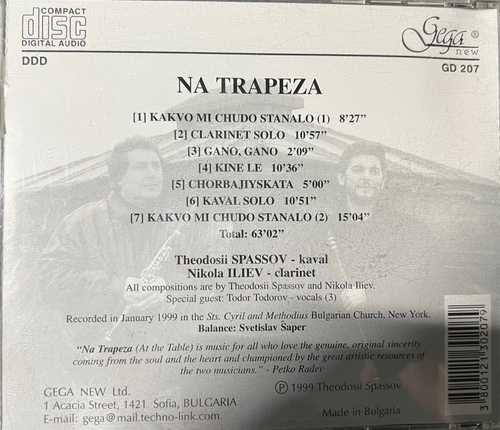 COMPACT
disc
DIGITAL AUDIO
DDD
Gega ®
new
GD 207
NA TRAPEZA
[1] KAKVO MI CHUDO STANALO (1) 8'27"
[2] CLARINET SOLO 10'57"
[3] GANO, GANO 2'09"
[4] KINE LE 10'36"
[5] CHORBAJIYSKATA 5'00"
[6] KAVAL SOLO 10'51"
[7] KAKVO MI CHUDO STANALO (2) 15'04"
Total: 63'02"
Theodosii SPASSOV - kaval
Nikola ILIEV - clarinet
All compositions are by Theodosii Spassov and Nikola Iliev.
Special guest: Todor Todorov - vocals (3)
Recorded in January 1999 in the Sts. Cyril and Methodius Bulgarian Church, New York.
Balance: Svetislav Šaper
"Na Trapeza (At the Table) is music for all who love the genuine, original sincerity
coming from the soul and the heart and championed by the great artistic resources of
the two musicians." - Petko Radev
GEGA NEW Ltd.
1 Acacia Street, 1421 Sofia, BULGARIA
E-mail: gega@mail.techno-link.com
Ⓟ 1999 Theodosii Spassov
Made in Bulgaria
3800121302079